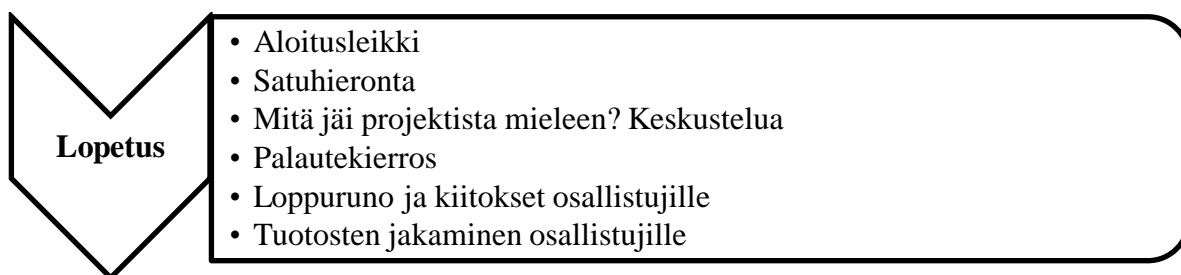 Lopetus
• Aloitusleikki
• Satuhieronta
• Mitä jäi projektista mieleen? Keskustelua
• Palautekierros
• Loppuruno ja kiitokset osallistujille
• Tuotosten jakaminen osallistujille